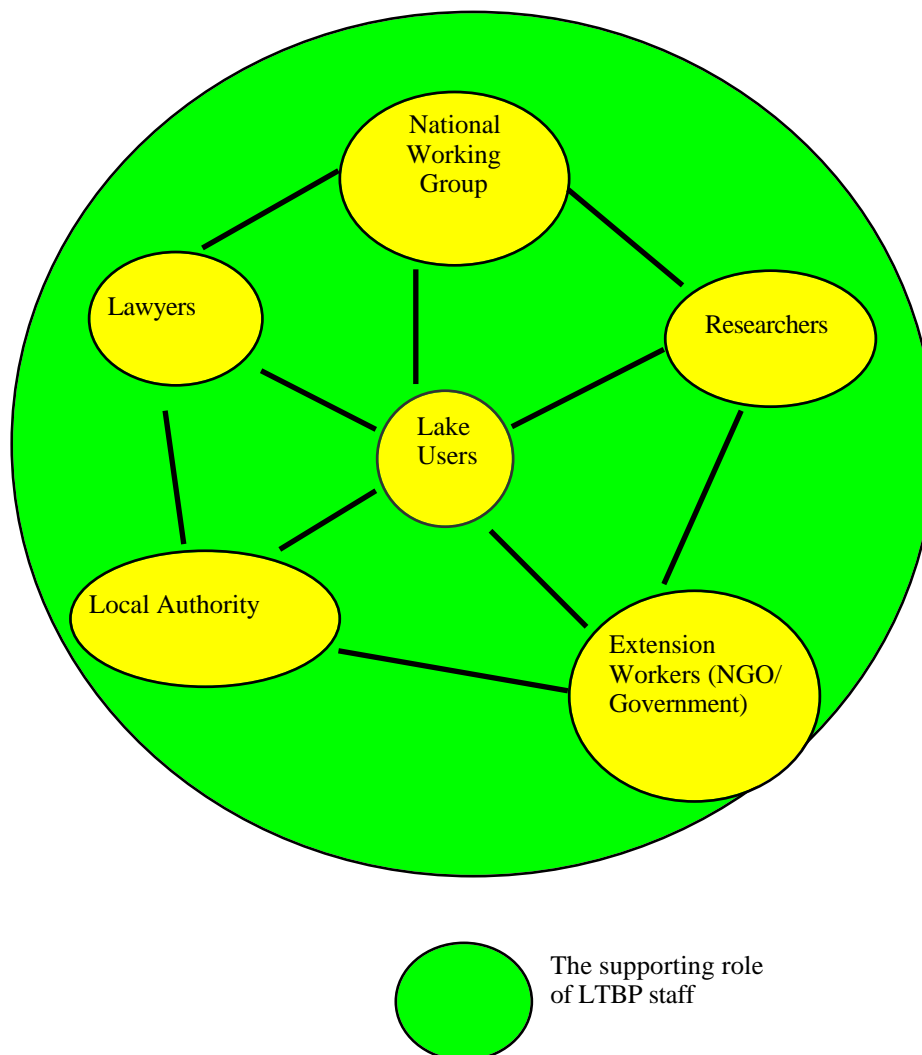 National
Working
Group
Lawyers
Researchers
Lake
Users
Local Authority
Extension
Workers (NGO/
Government)
The supporting role
of LTBP staff